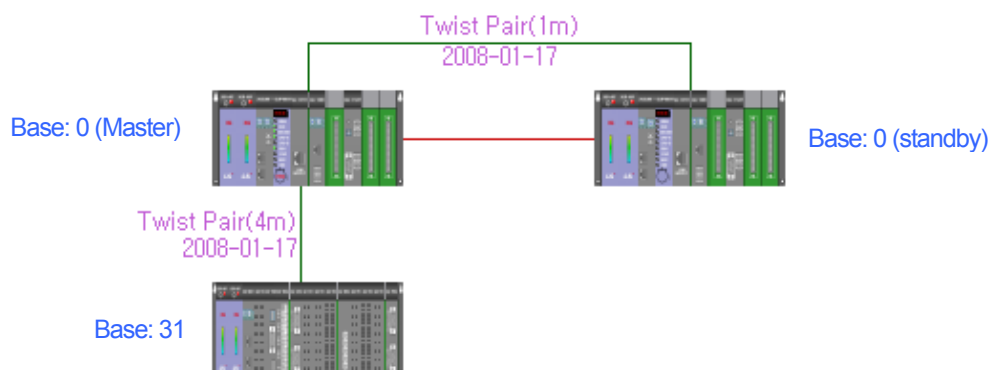 Twist Pair(1m)
2008-01-17
Base: 0 (Master)
Base: 0 (standby)
Twist Pair(4m)
2008-01-17
Base: 31